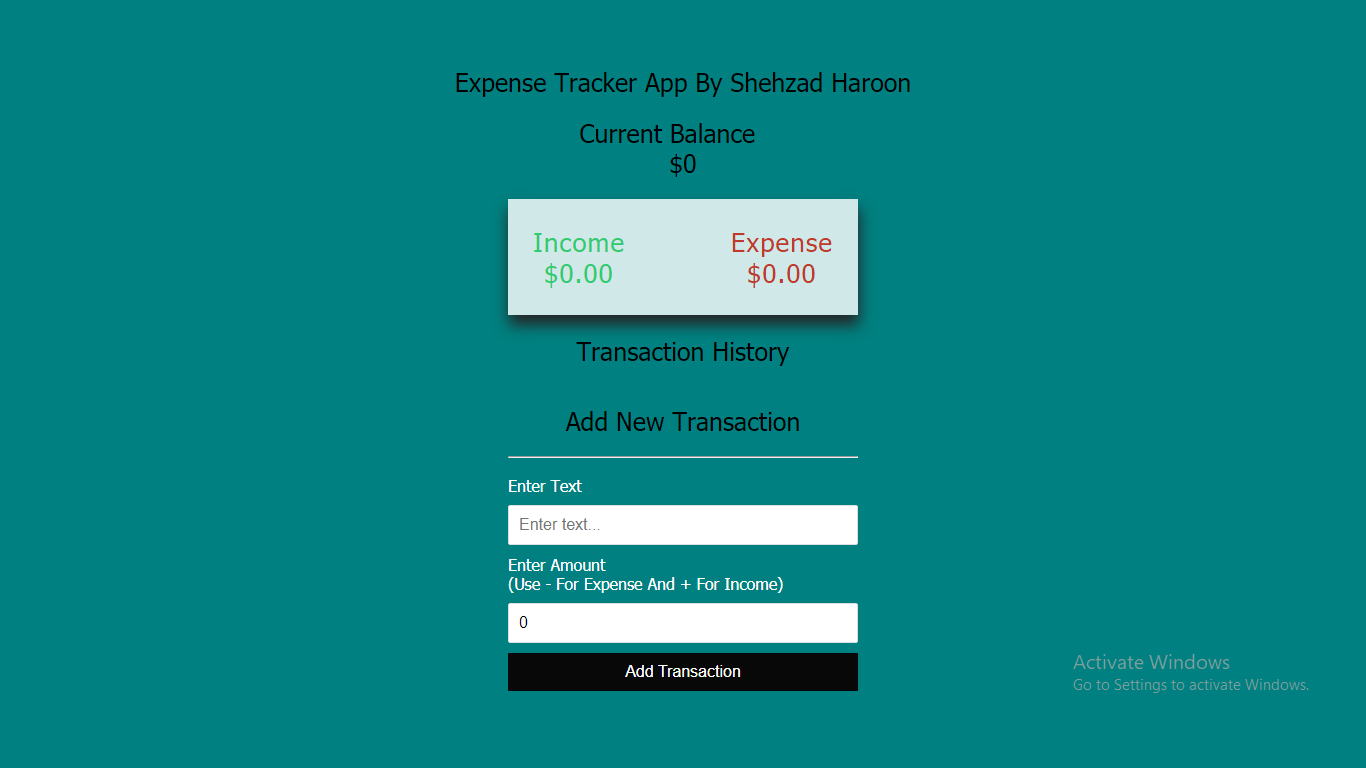 Expense Tracker App By Shehzad Haroon
Current Balance
$0
Income
Expense
$0.00
$0.00
Transaction History
Add New Transaction
Enter Text
Enter text...
Enter Amount
(Use - For Expense And + For Income)
0
Add Transaction
Activate Windows
Go to Settings to activate Windows.